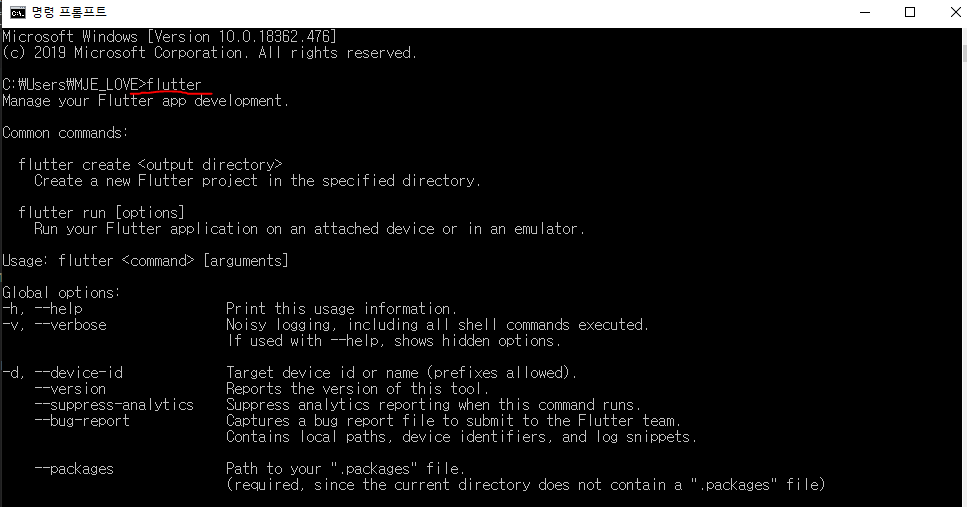 명령 프롬프트
Microsoft Windows [Version 10.0.18362.476]
(c) 2019 Microsoft Corporation. All rights reserved.
C:₩Users₩MJE_LOVE>flutter
Manage your Flutter app development.
Common commands:
flutter create <output directory>
Create a new Flutter project in the specified directory.
flutter run [options]
Run your Flutter application on an attached device or in an emulator.
Usage: flutter <command> [arguments]
Global options:
-h, --help Print this usage information.
-v, --verbose Noisy logging, including all shell commands executed.
If used with --help, shows hidden options.
-d, --device-id Target device id or name (prefixes allowed).
--version Reports the version of this tool.
--suppress-analytics Suppress analytics reporting when this command runs.
--bug-report Captures a bug report file to submit to the Flutter team.
Contains local paths, device identifiers, and log snippets.
--packages Path to your ".packages" file.
(required, since the current directory does not contain a ".packages" file)